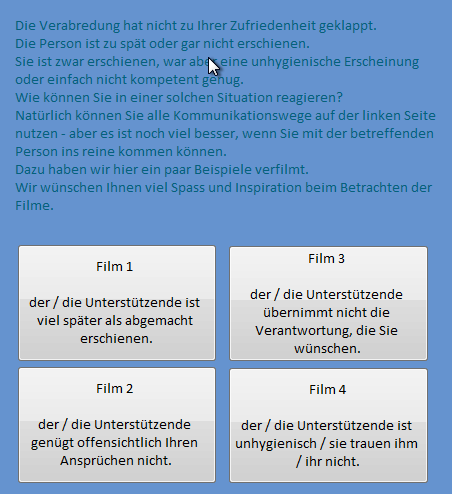 Die Verabredung hat nicht zu Ihrer Zufriedenheit geklappt.
Die Person ist zu spät oder gar nicht erschienen.
Sie ist zwar erschienen, war aber eine unhygienische Erscheinung
oder einfach nicht kompetent genug.
Wie können Sie in einer solchen Situation reagieren?
Natürlich können Sie alle Kommunikationswege auf der linken Seite
nutzen - aber es ist noch viel besser, wenn Sie mit der betreffenden
Person ins reine kommen können.
Dazu haben wir hier ein paar Beispiele verfilmt.
Wir wünschen Ihnen viel Spass und Inspiration beim Betrachten der
Filme.
Film 1
der / die Unterstützende ist
viel später als abgemacht
erschienen.
Film 3
der / die Unterstützende
übernimmt nicht die
Verantwortung, die Sie
wünschen.
Film 2
der / die Unterstützende
genügt offensichtlich Ihren
Ansprüchen nicht.
Film 4
der / die Unterstützende ist
unhygienisch / sie trauen ihm
/ ihr nicht.